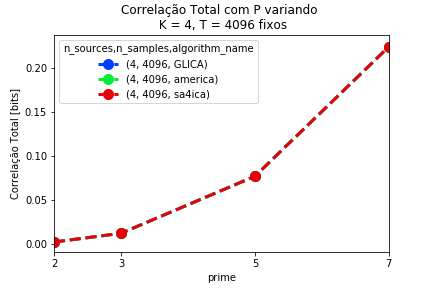 Correlação Total com P variando
K = 4, T = 4096 fixos
n_sources,n_samples,algorithm_name
(4, 4096, GLICA)
(4, 4096, america)
(4, 4096, sa4ica)
Correlação Total [bits]
0.20
0.15
0.10
0.05
0.00
2 3 5 7
prime